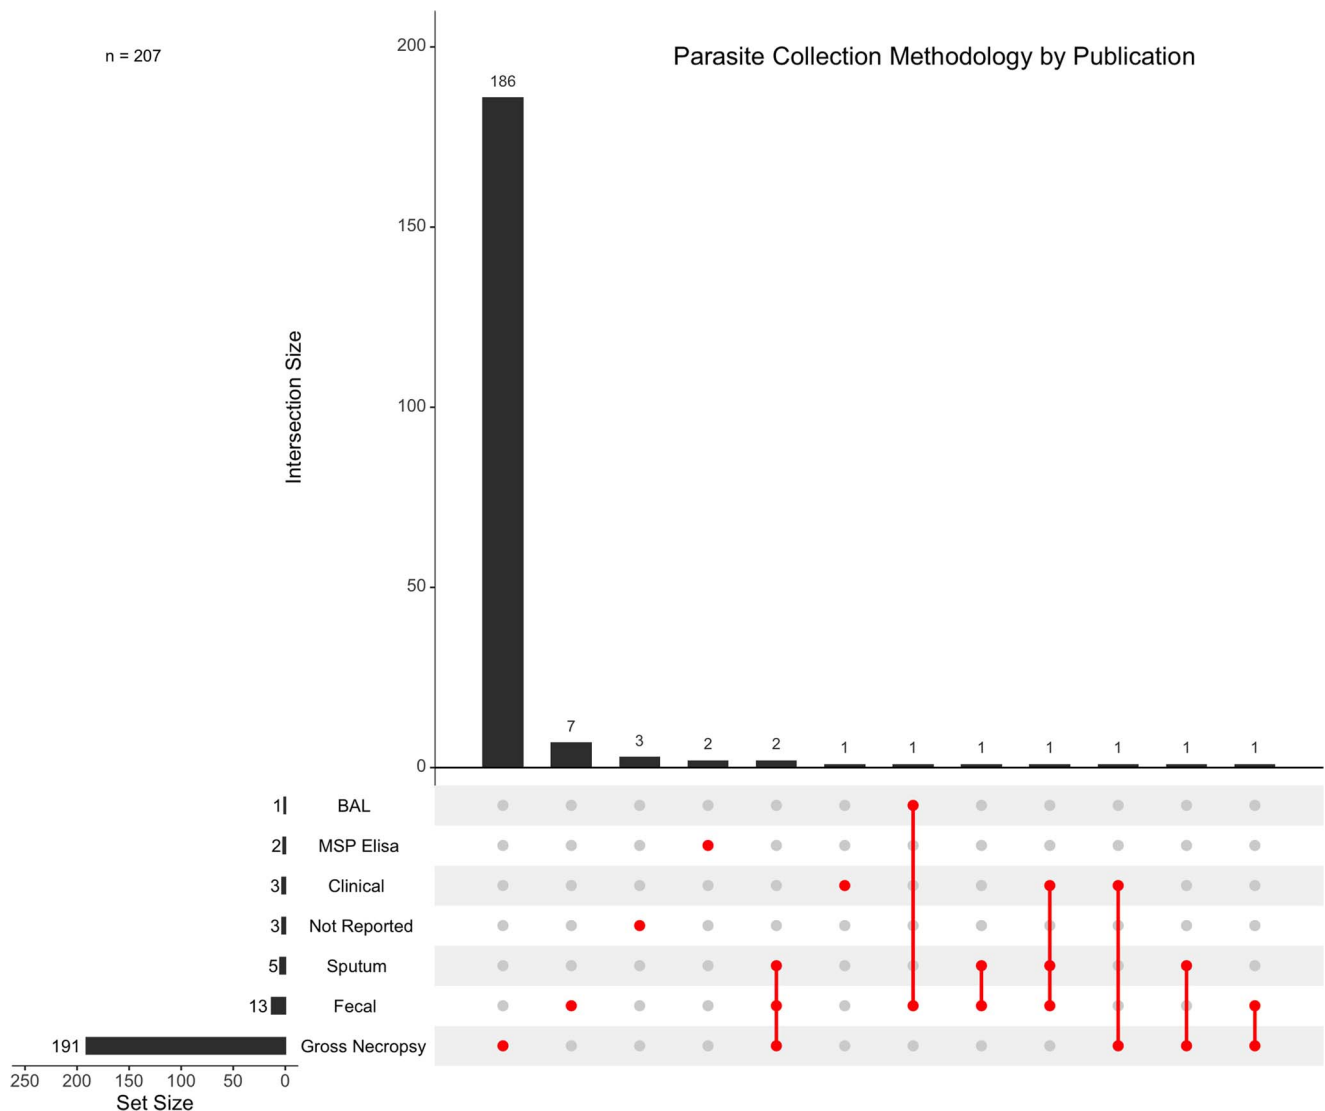 n = 207
Parasite Collection Methodology by Publication
Intersection Size
200
150
100
50
0
186
7
3
2
2
1
1
1
1
1
1
1
1 BAL
2 MSP Elisa
3 Clinical
3 Not Reported
5 Sputum
13 Fecal
191 Gross Necropsy
250 200 150 100 50 0
Set Size